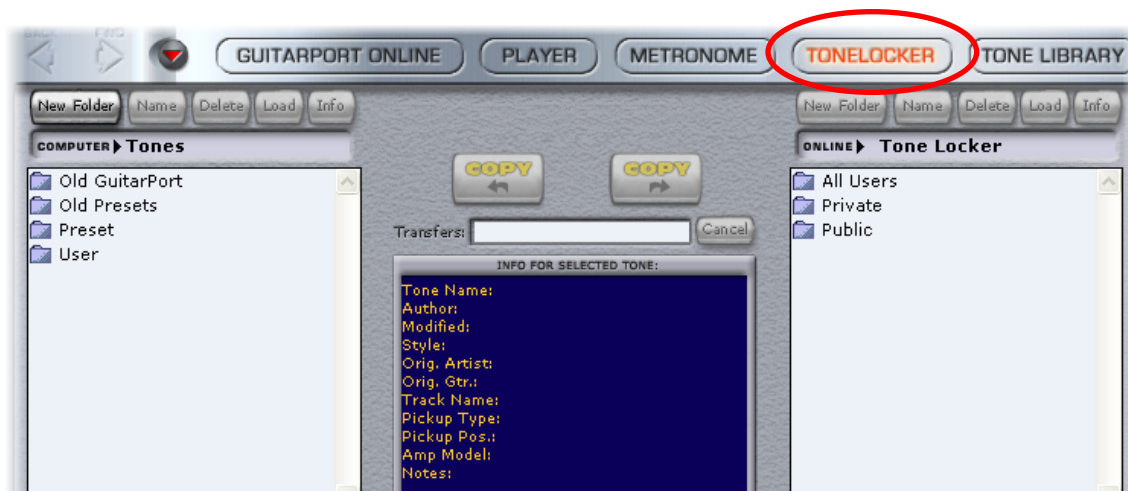 BACK FWD
GUITARPORT ONLINE PLAYER METRONOME TONELOCKER TONE LIBRARY
New Folder Name Delete Load Info
COMPUTER Tones
Old GuitarPort
Old Presets
Preset
User
COPY COPY
Transfers: Cancel
INFO FOR SELECTED TONE:
Tone Name:
Author:
Modified:
Style:
Orig. Artist:
Orig. Gtr.:
Track Name:
Pickup Type:
Pickup Pos.:
Amp Model:
Notes:
New Folder Name Delete Load Info
ONLINE Tone Locker
All Users
Private
Public